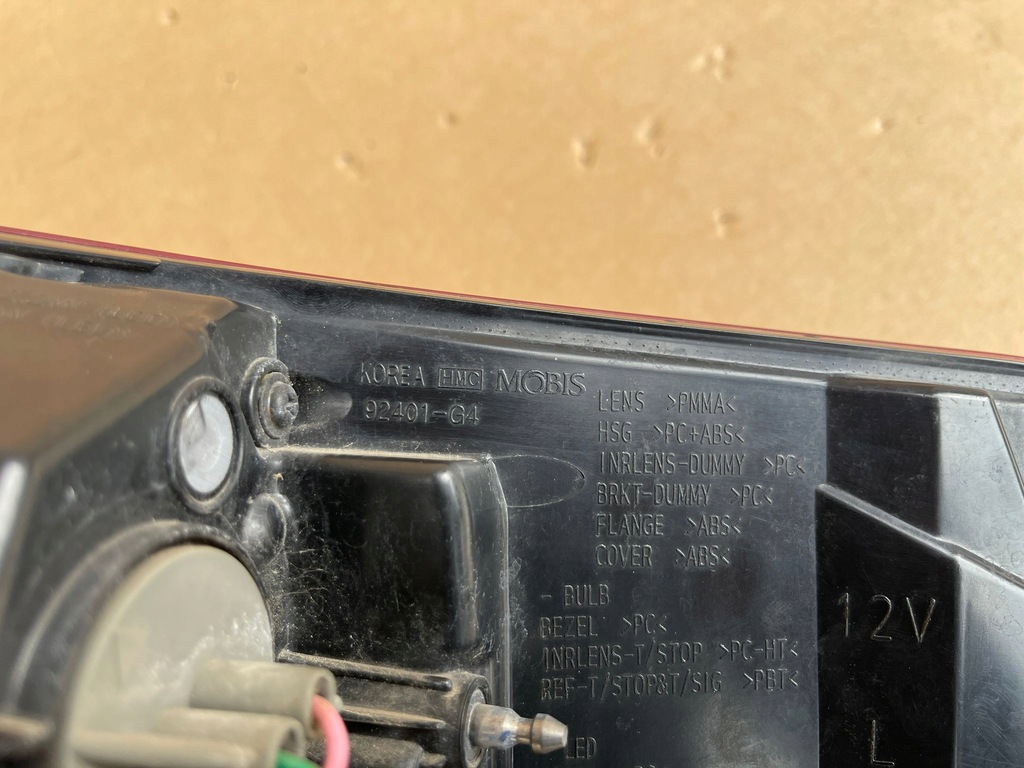 KOREA HMC MOBIS
92401-G4
LENS >PMMA<
HSG >PC+ABS<
INRLENS-DUMMY >PC<
BRKT-DUMMY >PC<
FLANGE >ABS<
COVER >ABS<
- BULB
BEZEL >PC<
INRLENS-T/STOP >PC-HT<
REF-T/STOP&T/SIG >PBT<
LED
12V
L